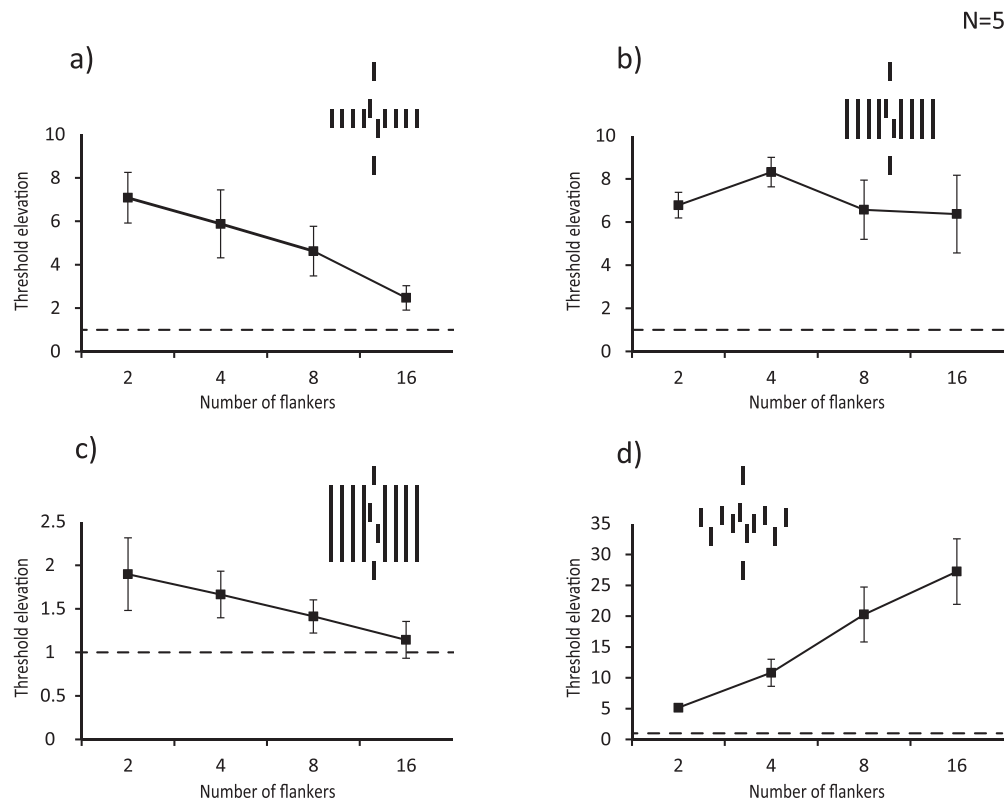 N=5
a)
10
8
6
4
2
0
Threshold elevation
2 4 8 16
Number of flankers
b)
10
8
6
4
2
0
Threshold elevation
2 4 8 16
Number of flankers
c)
2.5
2
1.5
1
0.5
0
Threshold elevation
2 4 8 16
Number of flankers
d)
35
30
25
20
15
10
5
0
Threshold elevation
2 4 8 16
Number of flankers